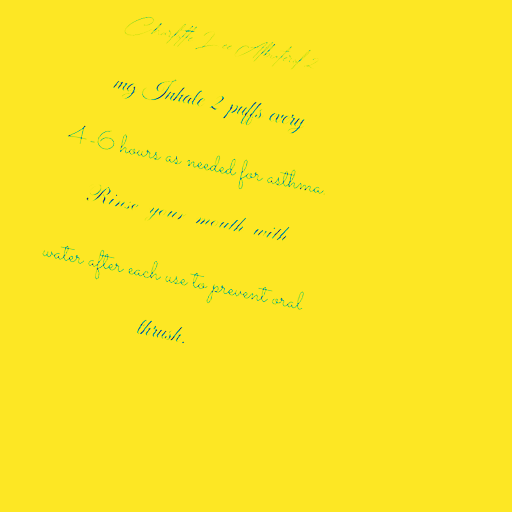 mg Inhale 2 puffs every
4-6 hours as needed for asthma
Rinse your mouth with
water after each use to prevent oral
thrush.